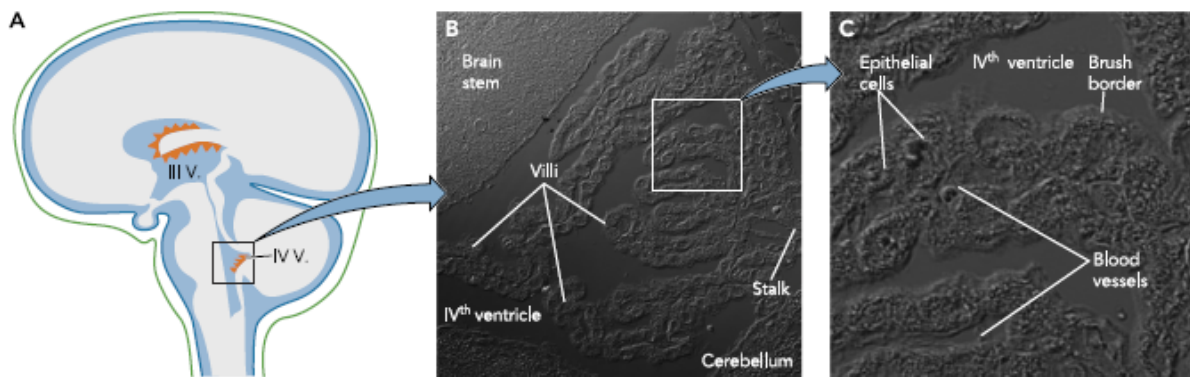 A
III V.
IV V.
B
Brain
stem
Villi
Stalk
IVth ventricle
Cerebellum
C
Epithelial
cells
IVth ventricle
Brush
border
Blood
vessels